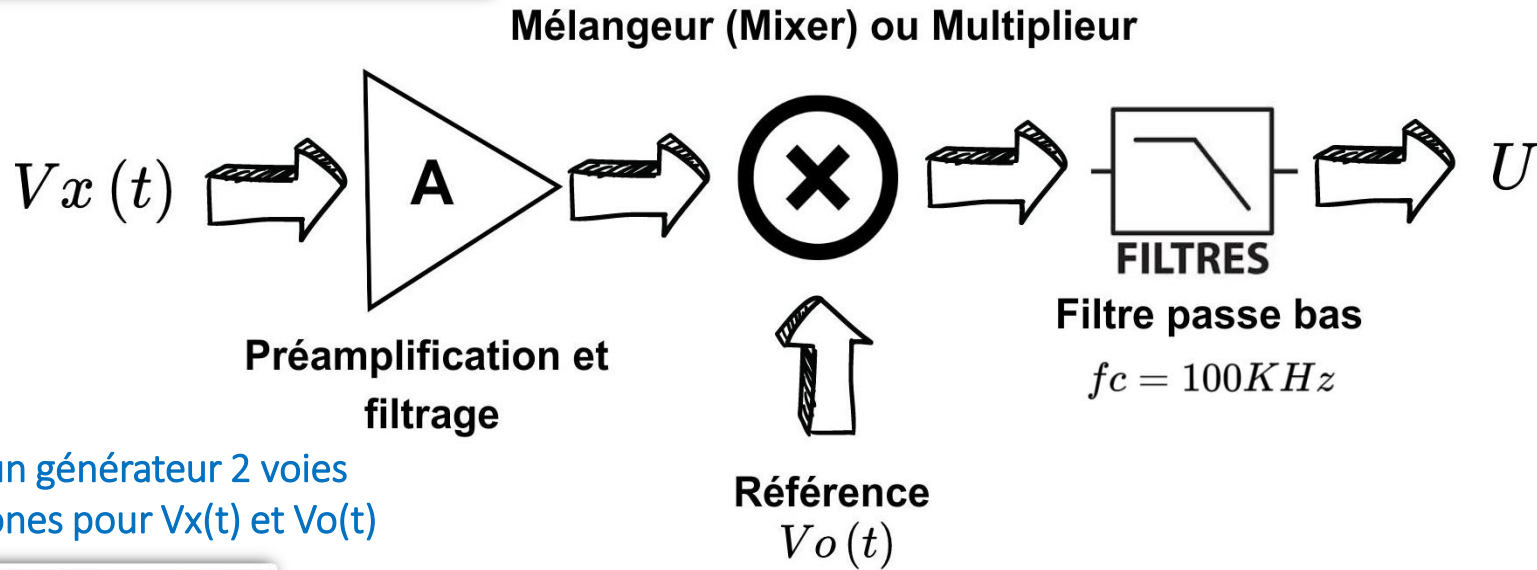 Mélangeur (Mixer) ou Multiplieur
Vx (t)
A
FILTRES
U
Préamplification et
filtrage
Filtre passe bas
fc = 100KHz
un générateur 2 voies
pour Vx(t) et Vo(t)
Référence
Vo (t)